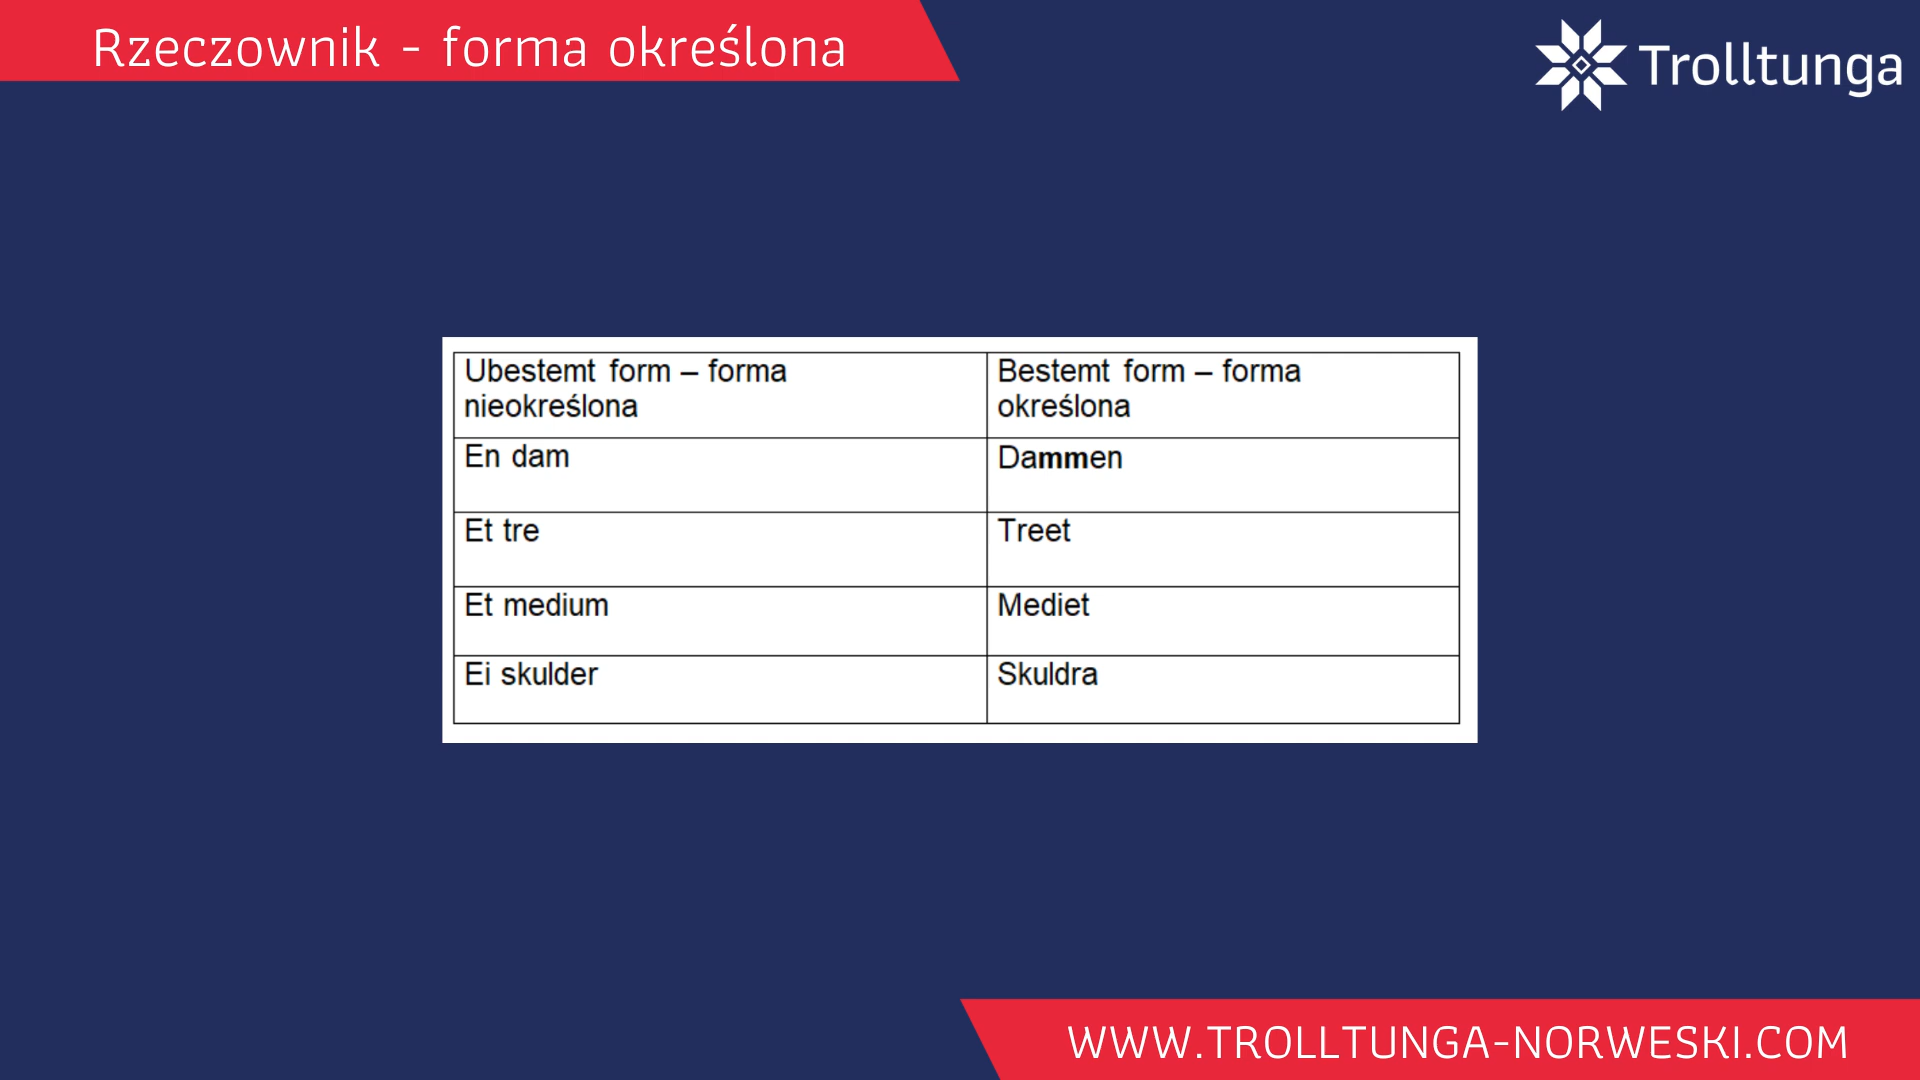 Rzeczownik - forma określona
Trolltunga
Ubestemt form – forma
nieokreślona
Bestemt form – forma
określona
En dam
Dammen
Et tre
Treet
Et medium
Mediet
Ei skulder
Skuldra
WWW.TROLLTUNGA-NORWESKI.COM